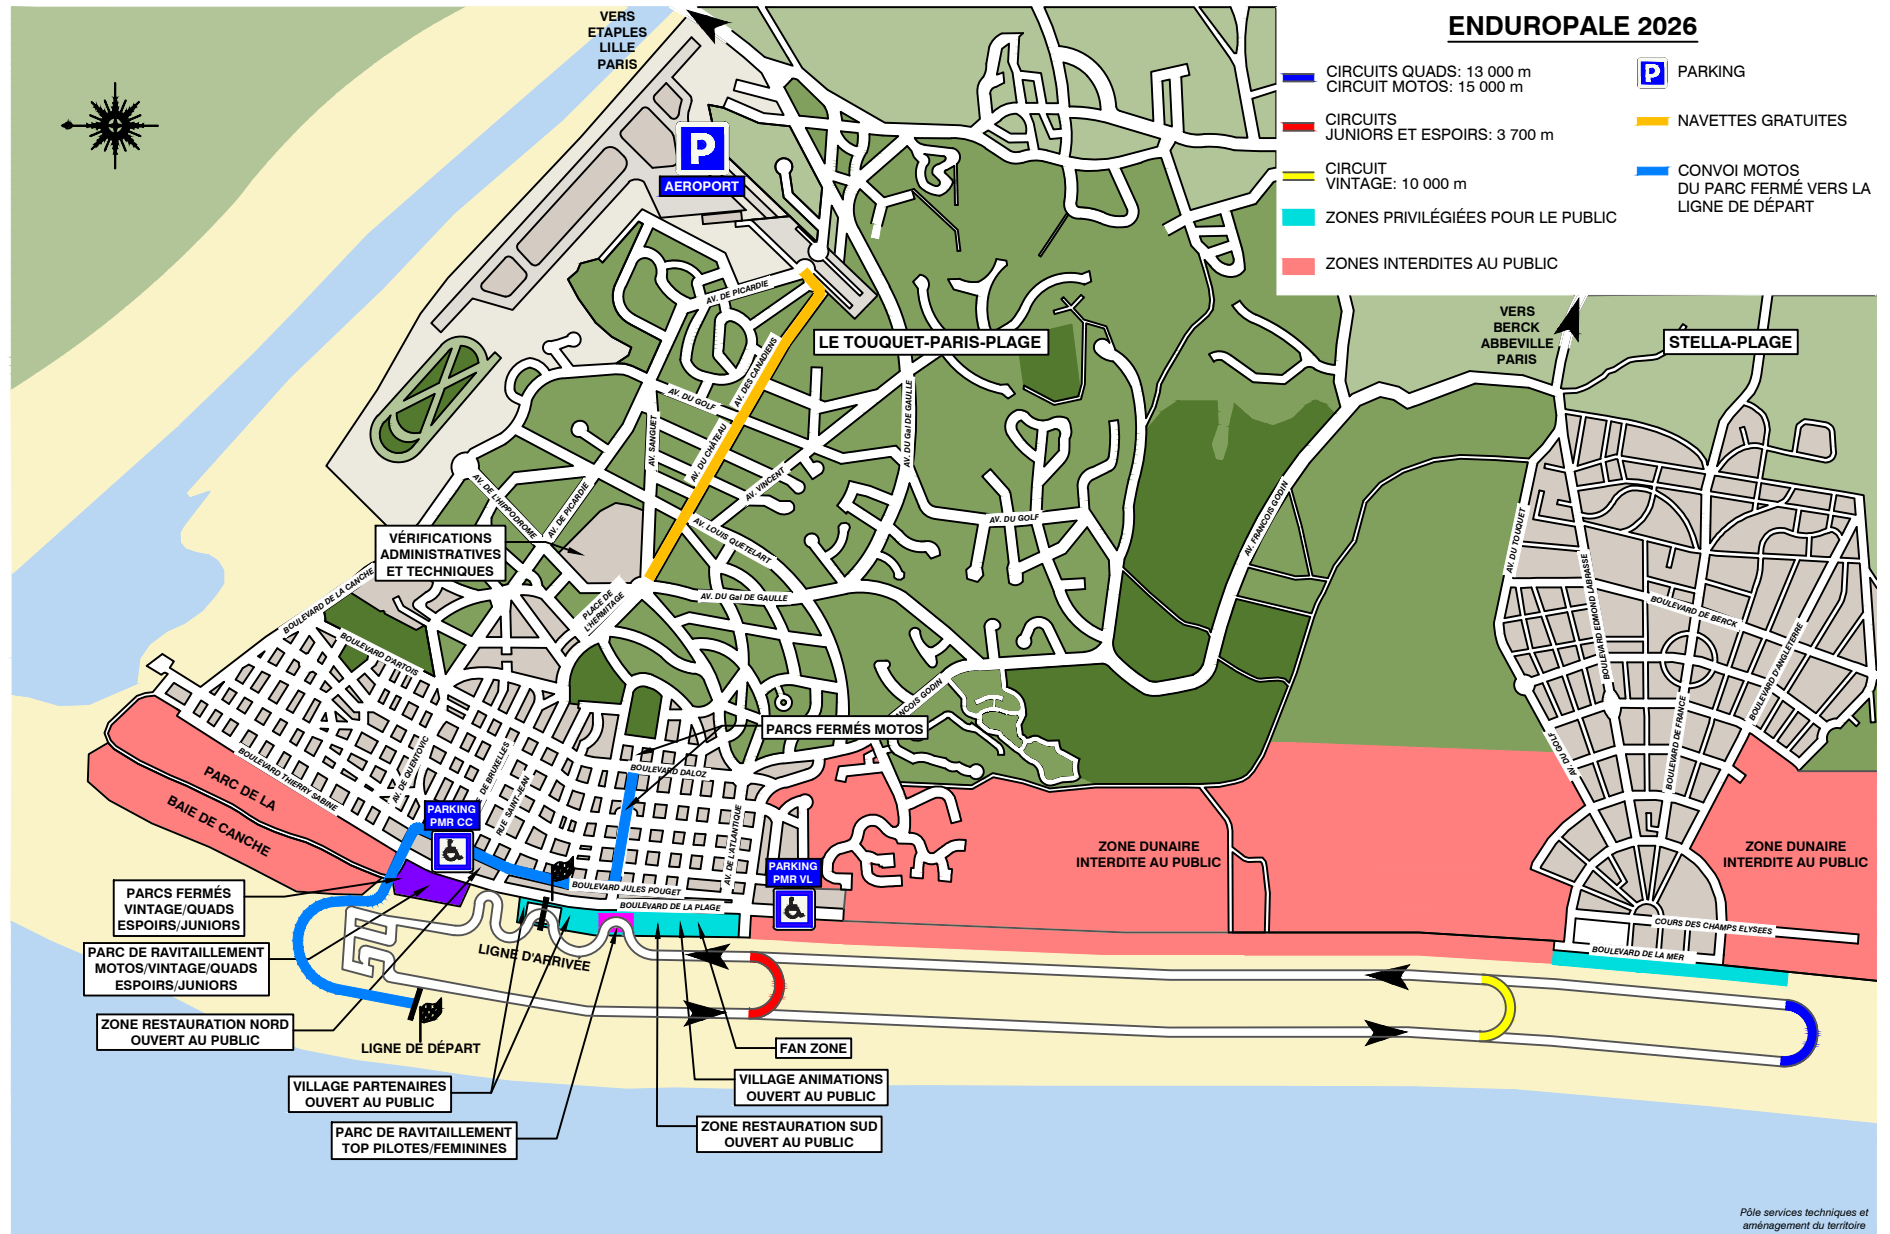 ENDUROPALE 2026
CIRCUITS QUADS: 13 000 m
CIRCUIT MOTOS: 15 000 m
CIRCUITS
JUNIORS ET ESPOIRS: 3 700 m
CIRCUIT
VINTAGE: 10 000 m
ZONES PRIVILÉGIÉES POUR LE PUBLIC
ZONES INTERDITES AU PUBLIC
P
PARKING
NAVETTES GRATUITES
CONVOI MOTOS
DU PARC FERMÉ VERS LA
LIGNE DE DÉPART
VERS
ETAPLES
LILLE
PARIS
P
AEROPORT
AV. DE PICARDIE
LE TOUQUET-PARIS-PLAGE
VERS
BERCK
ABBEVILLE
PARIS
STELLA-PLAGE
AV. DES CANADIENS
AV. DU GOLF
AV. DU Gal DE GAULLE
AV. SANGUET
AV. DU CHÂTEAU
AV. VINCENT
AV. DE L'HIPPODROME
AV. DE PICARDIE
AV. LOUIS QUETELART
AV. DU GOLF
AV. FRANCOIS GODIN
AV. DU TOUQUET
VÉRIFICATIONS
ADMINISTRATIVES
ET TECHNIQUES
BOULEVARD DE LA CANCHE
PLACE DE
L'HERMITAGE
AV. DU Gal DE GAULLE
BOULEVARD EDMOND LABRASSE
BOULEVARD DE BERCK
BOULEVARD D'ANGLETERRE
BOULEVARD D'ARTOIS
ANCOIS GODIN
BOULEVARD DE FRANCE
AV. DU GOLF
PARCS FERMÉS MOTOS
BOULEVARD DALOZ
BOULEVARD THIERRY SABINE
AV. DE QUENTOVIC
DE BRUXELLES
RUE SAINT-JEAN
AV. DE L'ATLANTIQUE
PARC DE LA
BAIE DE CANCHE
PARKING
PMR CC
PARKING
PMR VL
ZONE DUNAIRE
INTERDITE AU PUBLIC
ZONE DUNAIRE
INTERDITE AU PUBLIC
BOULEVARD JULES POUGET
BOULEVARD DE LA PLAGE
COURS DES CHAMPS ELYSEES
BOULEVARD DE LA MER
PARCS FERMÉS
VINTAGE/QUADS
ESPOIRS/JUNIORS
PARC DE RAVITAILLEMENT
MOTOS/VINTAGE/QUADS
ESPOIRS/JUNIORS
LIGNE D'ARRIVÉE
ZONE RESTAURATION NORD
OUVERT AU PUBLIC
LIGNE DE DÉPART
FAN ZONE
VILLAGE PARTENAIRES
OUVERT AU PUBLIC
VILLAGE ANIMATIONS
OUVERT AU PUBLIC
PARC DE RAVITAILLEMENT
TOP PILOTES/FEMININES
ZONE RESTAURATION SUD
OUVERT AU PUBLIC
Pôle services techniques et
aménagement du territoire